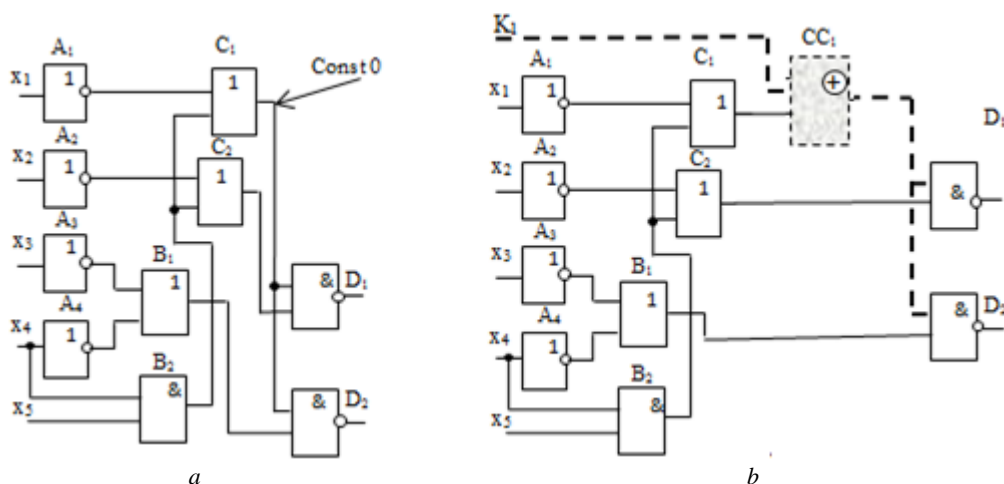 A₁
C₁
x₁
1
1
Const 0
A₂
C₂
x₂
1
1
A₃
x₃
1
B₁
1
D₁
&
A₄
x₄
1
B₂
&
x₅
D₂
&
a
K₁
CC₁
A₁
C₁
x₁
1
1
+
D₁
A₂
C₂
x₂
1
1
&
A₃
x₃
1
B₁
1
D₂
&
A₄
x₄
1
B₂
&
x₅
b